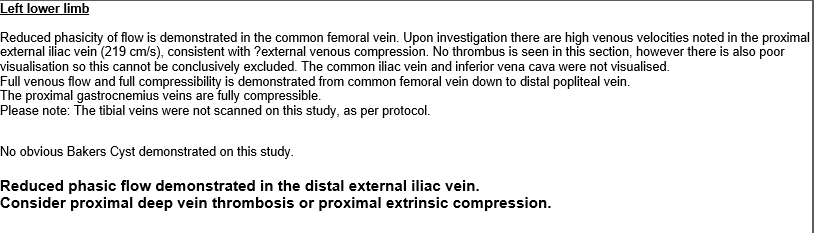 Left lower limb
Reduced phasicity of flow is demonstrated in the common femoral vein. Upon investigation there are high venous velocities noted in the proximal
external iliac vein (219 cm/s), consistent with ?external venous compression. No thrombus is seen in this section, however there is also poor
visualisation so this cannot be conclusively excluded. The common iliac vein and inferior vena cava were not visualised.
Full venous flow and full compressibility is demonstrated from common femoral vein down to distal popliteal vein.
The proximal gastrocnemius veins are fully compressible.
Please note: The tibial veins were not scanned on this study, as per protocol.
No obvious Bakers Cyst demonstrated on this study.
Reduced phasic flow demonstrated in the distal external iliac vein.
Consider proximal deep vein thrombosis or proximal extrinsic compression.